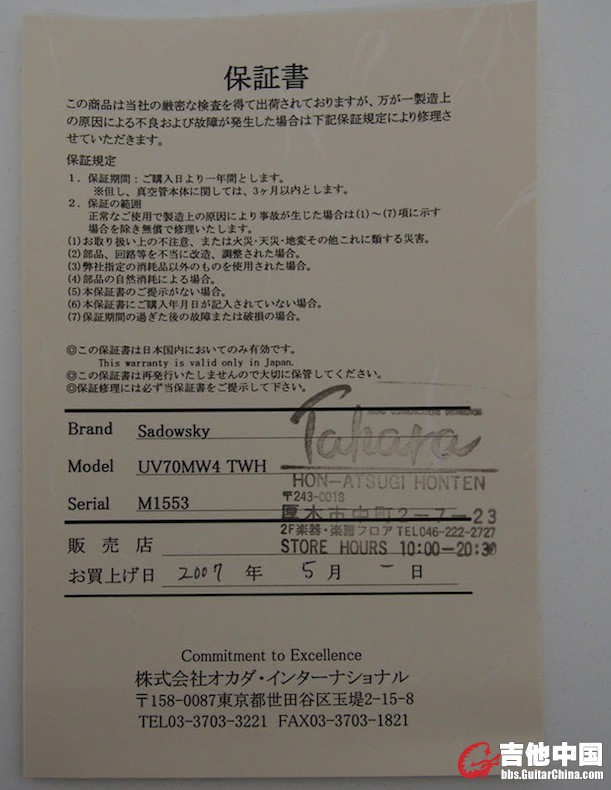 保証書
この商品は当社の厳密な検査を得て出荷されておりますが、万が一製造上
の原因による不良および故障が発生した場合は下記保証規定により修理さ
せていただきます。
保証規定
1．保証期間：ご購入日より一年間とします。
※但し、真空管本体に関しては、3ヶ月以内とします。
2．保証の範囲
正常なご使用で製造上の原因により事故が生じた場合は(1)～(7)項に示す
場合を除き無償で修理いたします。
(1)お取り扱い上の不注意、または火災・天災・地変その他これに類する災害。
(2)部品、回路等を不当に改造、調整された場合。
(3)弊社指定の消耗品以外のものを使用された場合。
(4)部品の自然消耗による場合。
(5)本保証書のご提示がない場合。
(6)本保証書にご購入年月日が記入されていない場合。
(7)保証期間の過ぎた後の故障または破損の場合。
◎この保証書は日本国内においてのみ有効です。
This warranty is valid only in Japan.
◎この保証書は再発行いたしませんので大切に保管してください。
◎保証修理には必ず当保証書をご提示して下さい。
Brand Sadowsky
Model UV70MW4 TWH
Serial M1553
Tahara
HON-ATSUGI HONTEN
〒243-0018
厚木市中町2-7-23
2F楽器・楽譜フロア TEL046-222-2727
STORE HOURS 10:00-20:30
販売店
お買上げ日 2007 年 5 月 一 日
Commitment to Excellence
株式会社オカダ・インターナショナル
〒158-0087東京都世田谷区玉堤2-15-8
TEL03-3703-3221 FAX03-3703-1821
吉他中国
bbs.GuitarChina.com